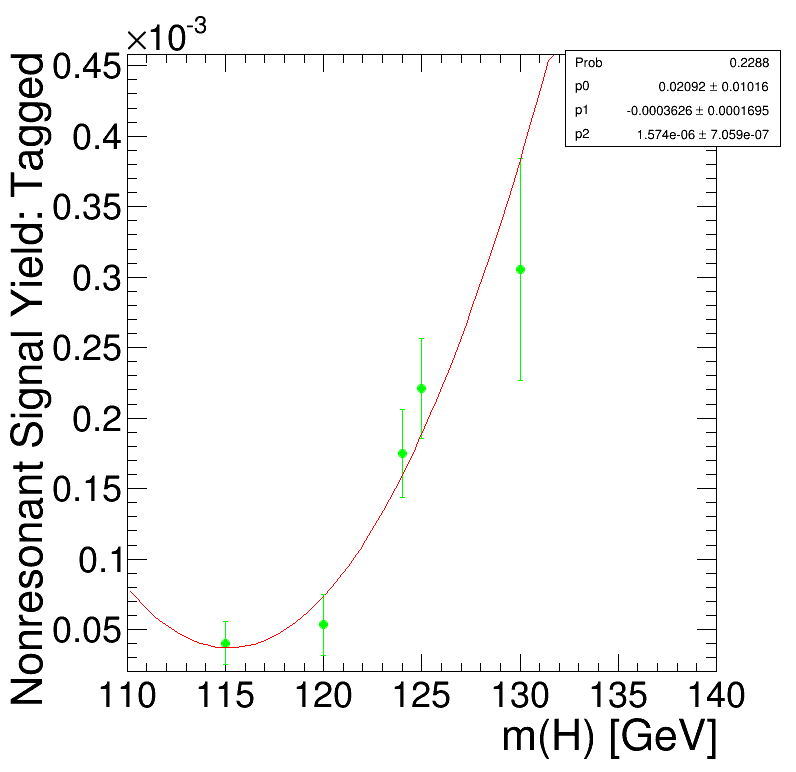 ×10-3
Prob 0.2288
p0 0.02092 ± 0.01016
p1 -0.0003626 ± 0.0001695
p2 1.574e-06 ± 7.059e-07
Nonresonant Signal Yield: Tagged
0.45
0.4
0.35
0.3
0.25
0.2
0.15
0.1
0.05
110 115 120 125 130 135 140
m(H) [GeV]